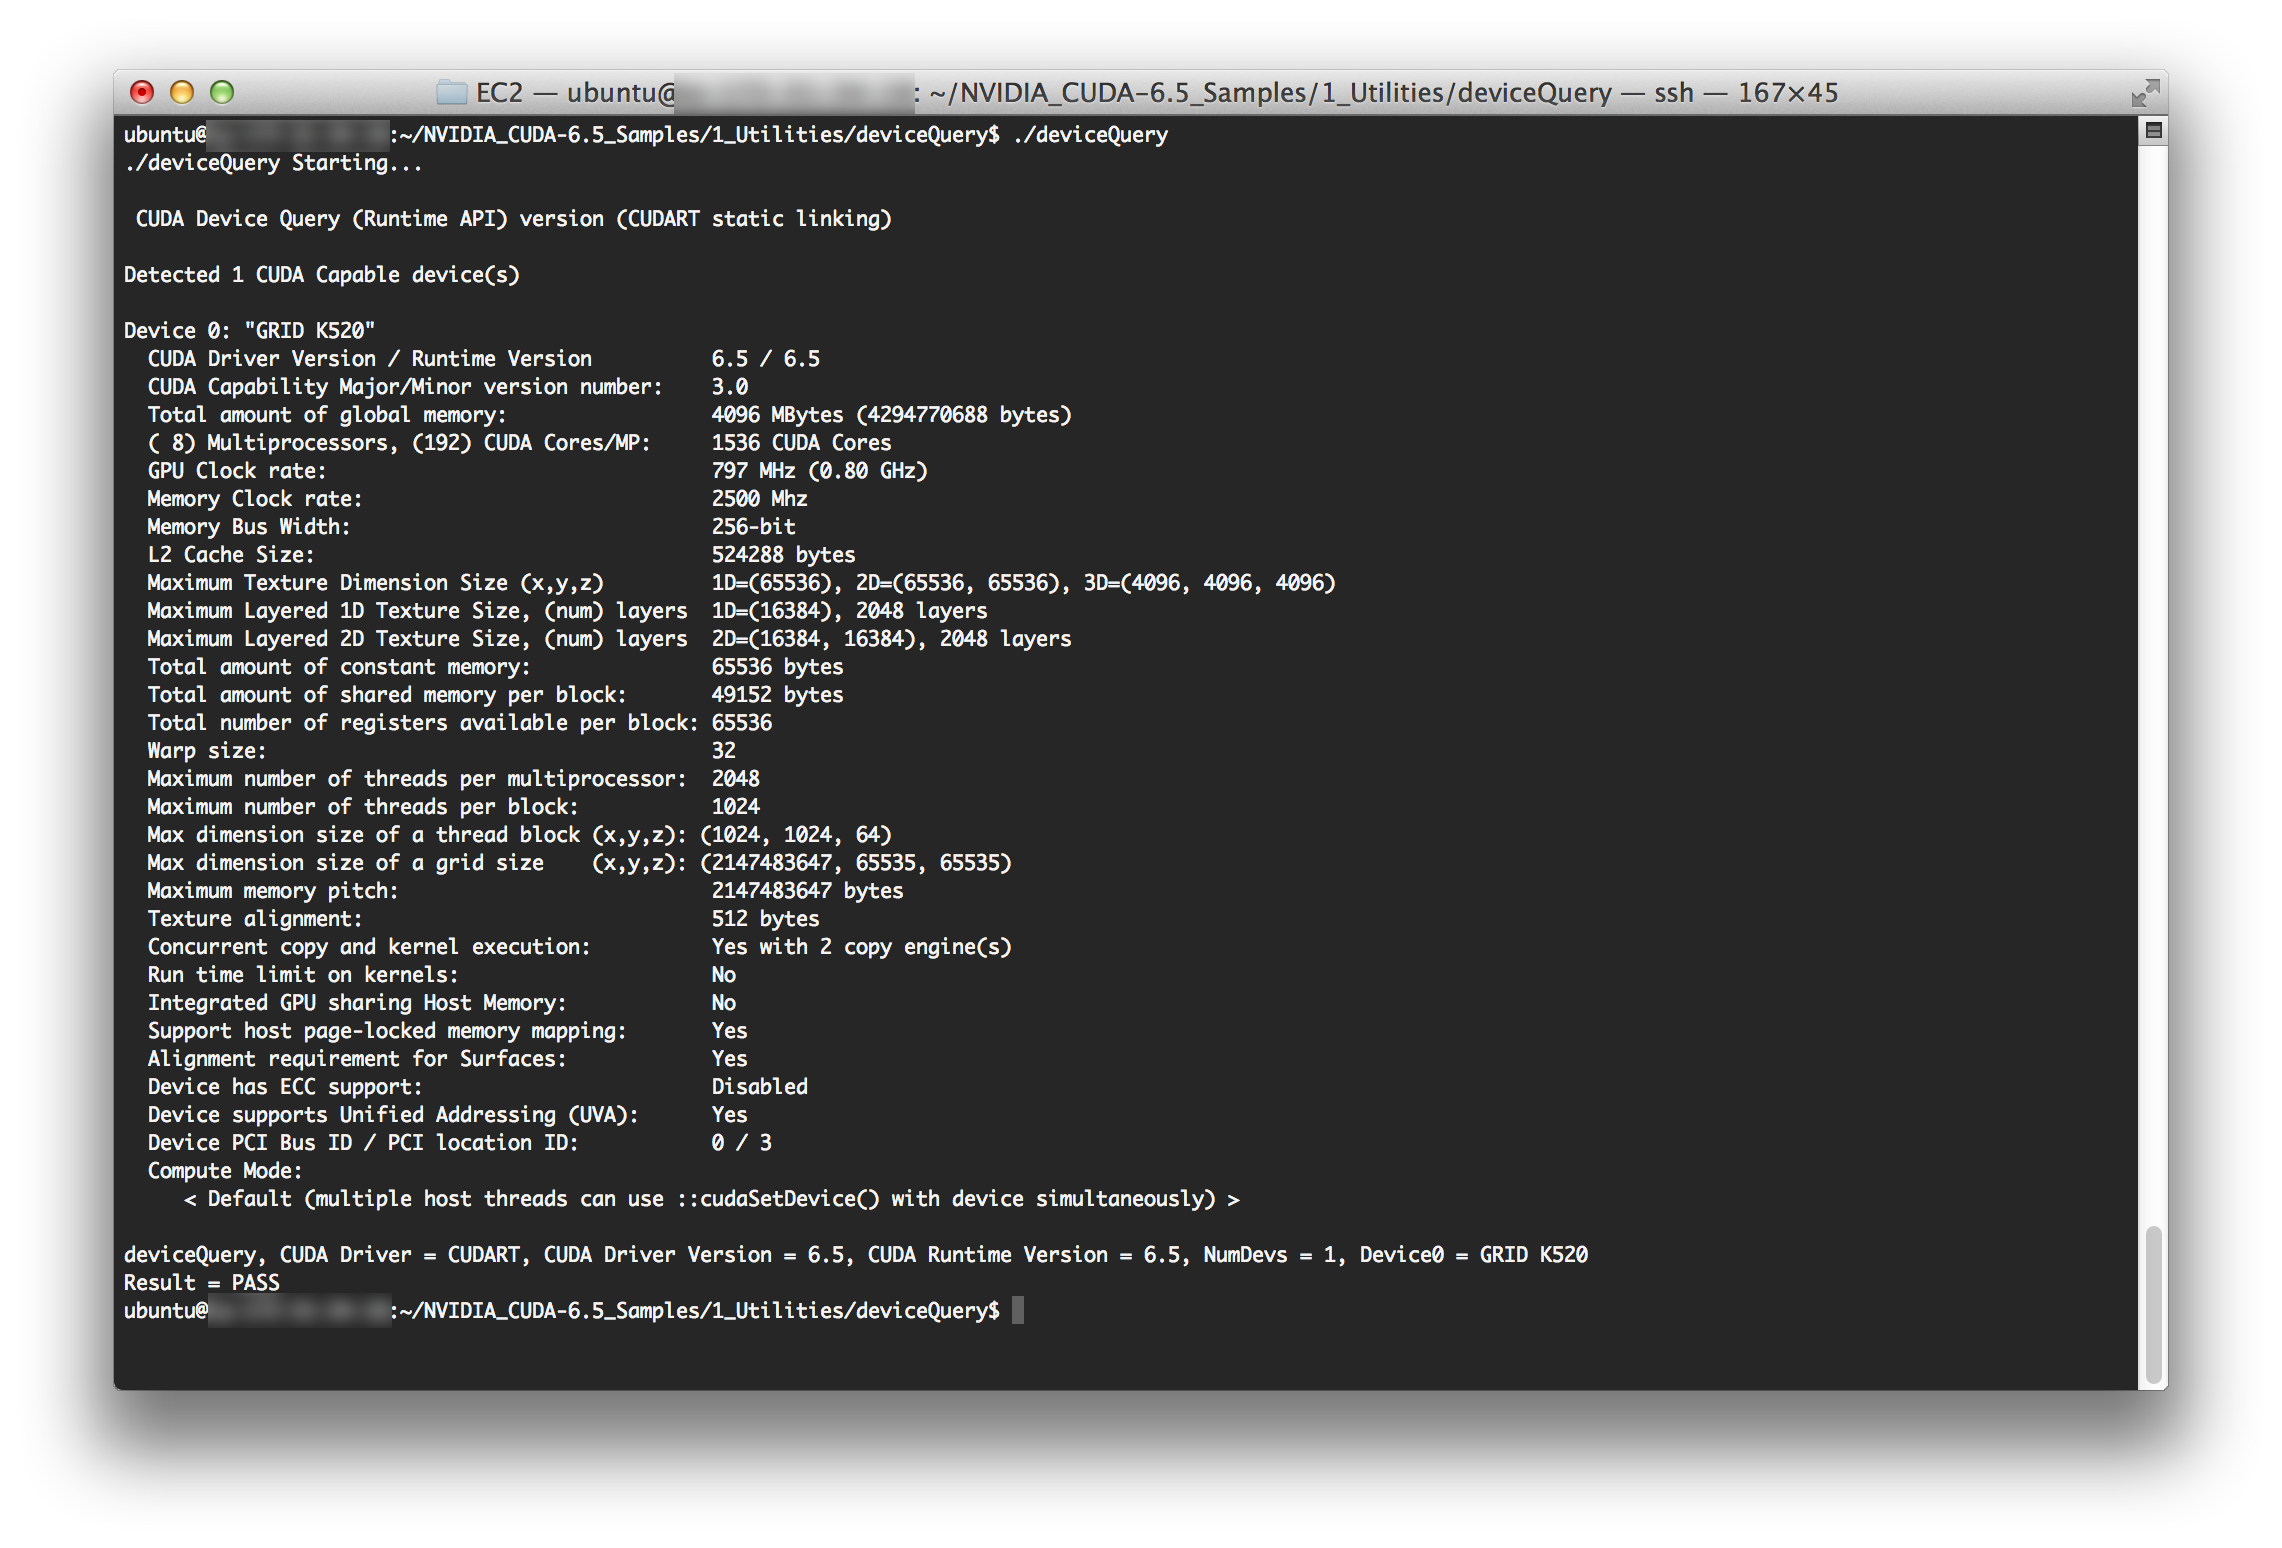 EC2 — ubuntu@ : ~/NVIDIA_CUDA-6.5_Samples/1_Utilities/deviceQuery — ssh — 167×45
ubuntu@ :~/NVIDIA_CUDA-6.5_Samples/1_Utilities/deviceQuery$ ./deviceQuery
./deviceQuery Starting...
CUDA Device Query (Runtime API) version (CUDART static linking)
Detected 1 CUDA Capable device(s)
Device 0: "GRID K520"
CUDA Driver Version / Runtime Version 6.5 / 6.5
CUDA Capability Major/Minor version number: 3.0
Total amount of global memory: 4096 MBytes (4294770688 bytes)
( 8) Multiprocessors, (192) CUDA Cores/MP: 1536 CUDA Cores
GPU Clock rate: 797 MHz (0.80 GHz)
Memory Clock rate: 2500 Mhz
Memory Bus Width: 256-bit
L2 Cache Size: 524288 bytes
Maximum Texture Dimension Size (x,y,z) 1D=(65536), 2D=(65536, 65536), 3D=(4096, 4096, 4096)
Maximum Layered 1D Texture Size, (num) layers 1D=(16384), 2048 layers
Maximum Layered 2D Texture Size, (num) layers 2D=(16384, 16384), 2048 layers
Total amount of constant memory: 65536 bytes
Total amount of shared memory per block: 49152 bytes
Total number of registers available per block: 65536
Warp size: 32
Maximum number of threads per multiprocessor: 2048
Maximum number of threads per block: 1024
Max dimension size of a thread block (x,y,z): (1024, 1024, 64)
Max dimension size of a grid size (x,y,z): (2147483647, 65535, 65535)
Maximum memory pitch: 2147483647 bytes
Texture alignment: 512 bytes
Concurrent copy and kernel execution: Yes with 2 copy engine(s)
Run time limit on kernels: No
Integrated GPU sharing Host Memory: No
Support host page-locked memory mapping: Yes
Alignment requirement for Surfaces: Yes
Device has ECC support: Disabled
Device supports Unified Addressing (UVA): Yes
Device PCI Bus ID / PCI location ID: 0 / 3
Compute Mode:
< Default (multiple host threads can use ::cudaSetDevice() with device simultaneously) >
deviceQuery, CUDA Driver = CUDART, CUDA Driver Version = 6.5, CUDA Runtime Version = 6.5, NumDevs = 1, Device0 = GRID K520
Result = PASS
ubuntu@ :~/NVIDIA_CUDA-6.5_Samples/1_Utilities/deviceQuery$